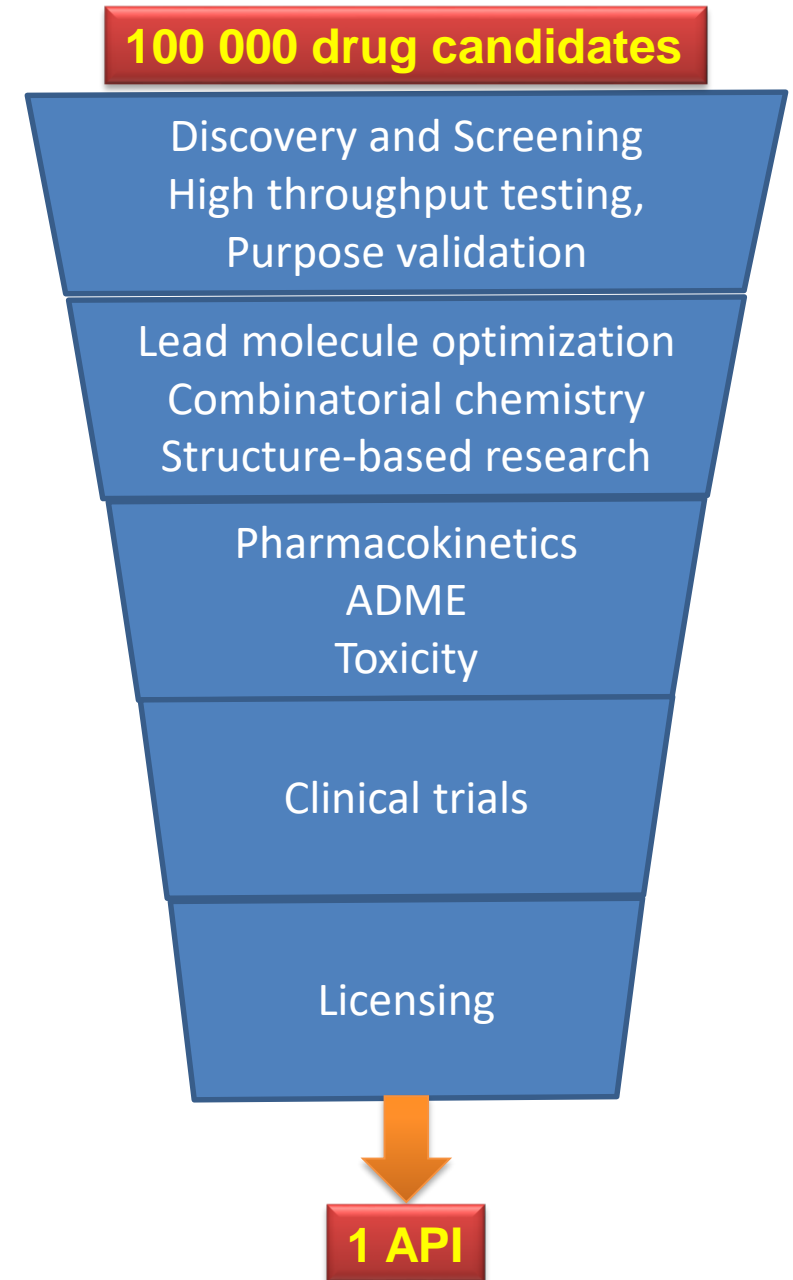 100 000 drug candidates
Discovery and Screening
High throughput testing,
Purpose validation
Lead molecule optimization
Combinatorial chemistry
Structure-based research
Pharmacokinetics
ADME
Toxicity
Clinical trials
Licensing
1 API